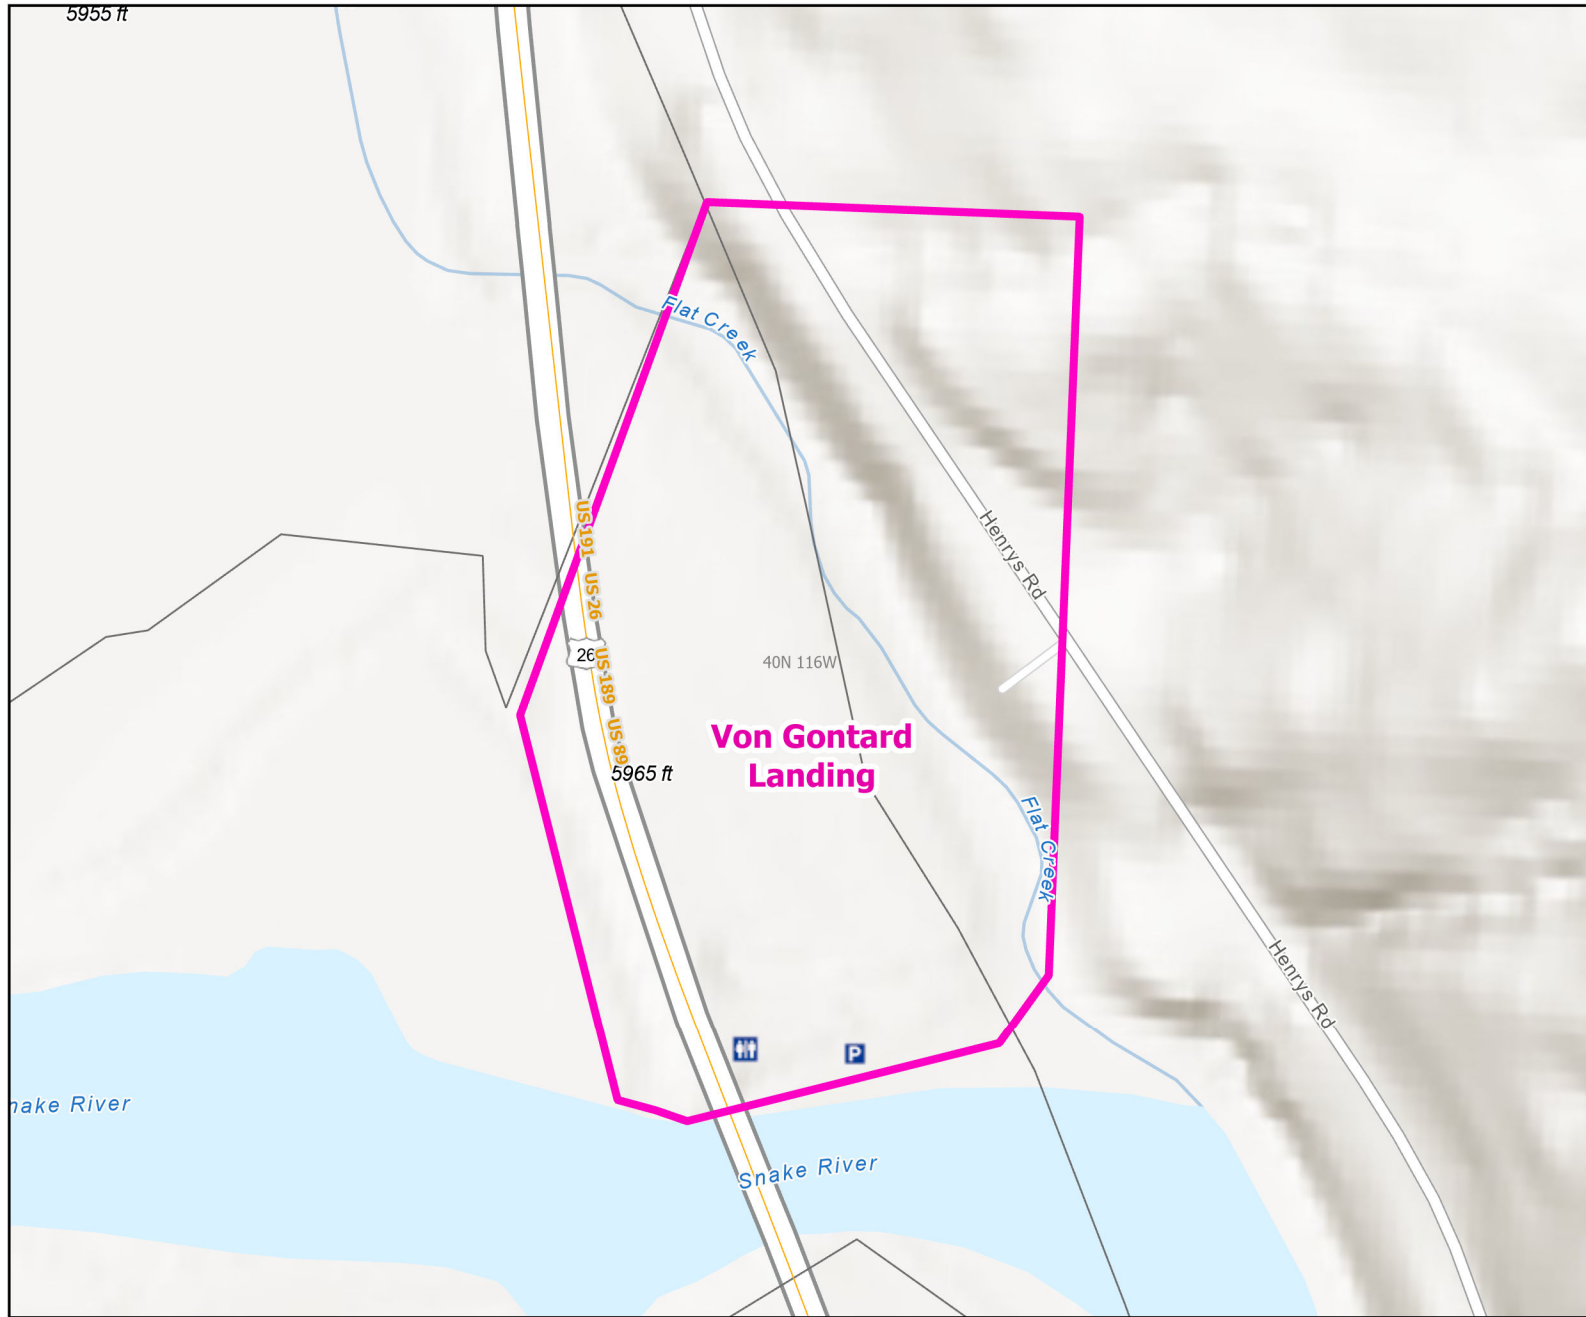 5955 ft
Flat Creek
US 191
US 26
26
US 189
US 89
5965 ft
Henrys Rd
40N 116W
Von Gontard
Landing
Flat Creek
Henrys Rd
P
nake River
Snake River